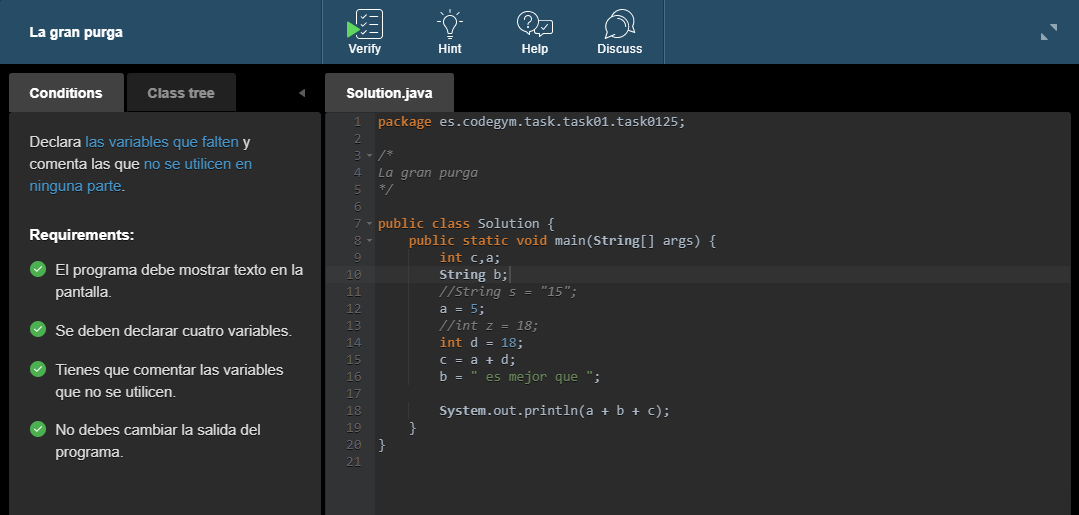 La gran purga
Verify
Hint
Help
Discuss
Conditions
Class tree
Declara las variables que falten y
comenta las que no se utilicen en
ninguna parte.
Requirements:
El programa debe mostrar texto en la
pantalla.
Se deben declarar cuatro variables.
Tienes que comentar las variables
que no se utilicen.
No debes cambiar la salida del
programa.
Solution.java
1 package es.codegym.task.task01.task0125;
2
3 /*
4 La gran purga
5 */
6
7 public class Solution {
8     public static void main(String[] args) {
9         int c,a;
10         String b;
11         //String s = "15";
12         a = 5;
13         //int z = 18;
14         int d = 18;
15         c = a + d;
16         b = " es mejor que ";
17
18         System.out.println(a + b + c);
19     }
20 }
21